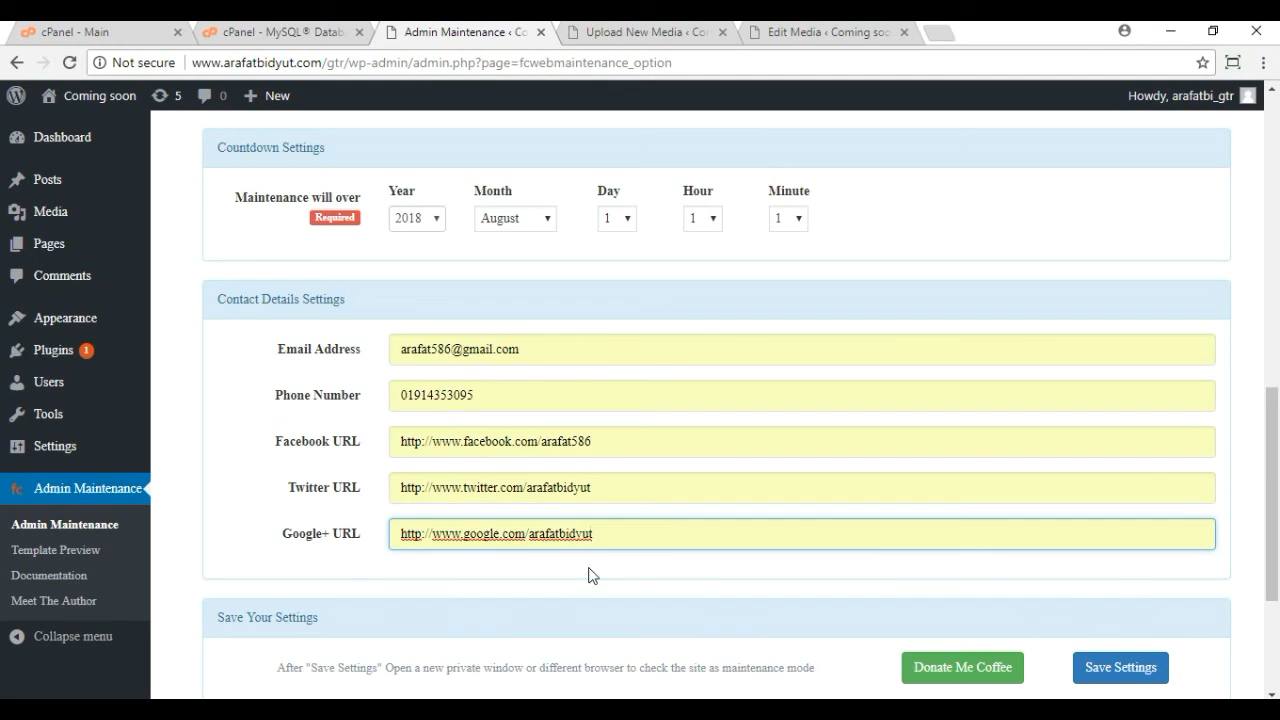 cPanel - Main
cPanel - MySQL® Datab
Admin Maintenance ‹ Co
Upload New Media ‹ Co
Edit Media ‹ Coming soo
Not secure www.arafatbidyut.com/gtr/wp-admin/admin.php?page=fcwebmaintenance_option
Coming soon 5 0 New Howdy, arafatbi_gtr
Dashboard
Posts
Media
Pages
Comments
Appearance
Plugins 1
Users
Tools
Settings
fc Admin Maintenance
Admin Maintenance
Template Preview
Documentation
Meet The Author
Collapse menu
Countdown Settings
Maintenance will over
Required
Year Month Day Hour Minute
2018 August 1 1 1
Contact Details Settings
Email Address arafat586@gmail.com
Phone Number 01914353095
Facebook URL http://www.facebook.com/arafat586
Twitter URL http://www.twitter.com/arafatbidyut
Google+ URL http://www.google.com/arafatbidyut
Save Your Settings
After "Save Settings" Open a new private window or different browser to check the site as maintenance mode
Donate Me Coffee
Save Settings